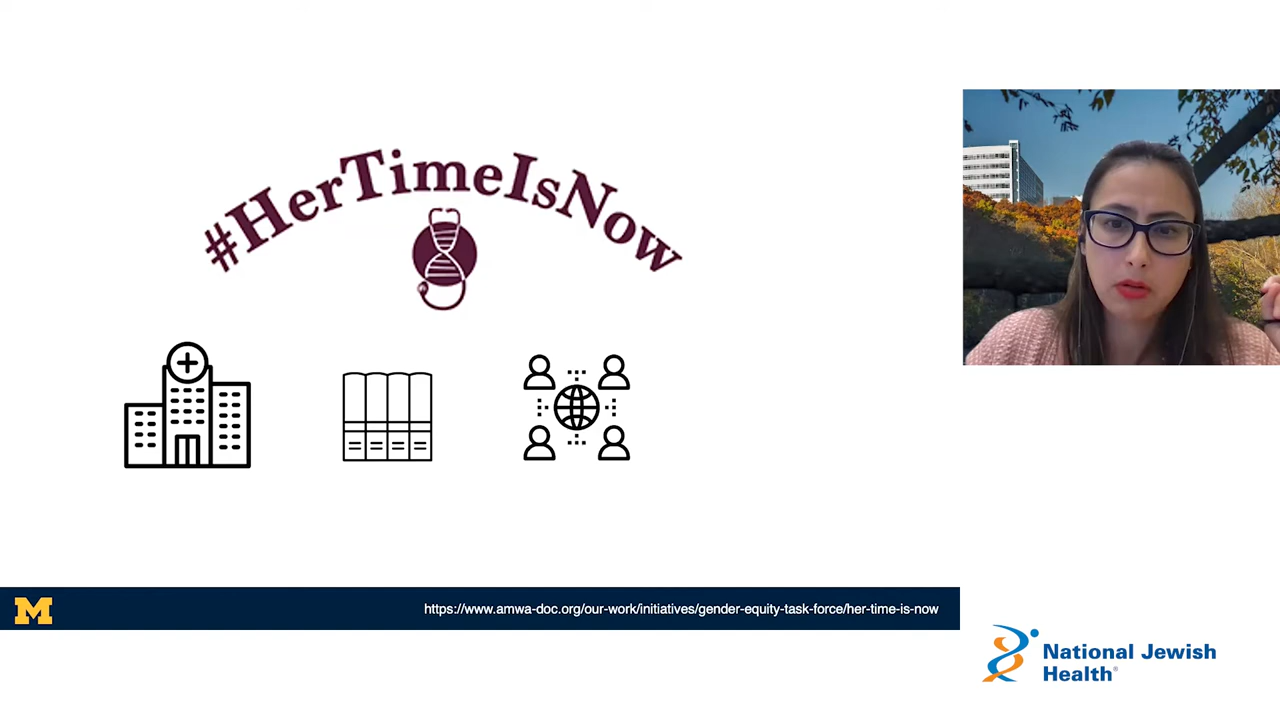 #HerTimeIsNow
M
https://www.amwa-doc.org/our-work/initiatives/gender-equity-task-force/her-time-is-now
National Jewish
Health®